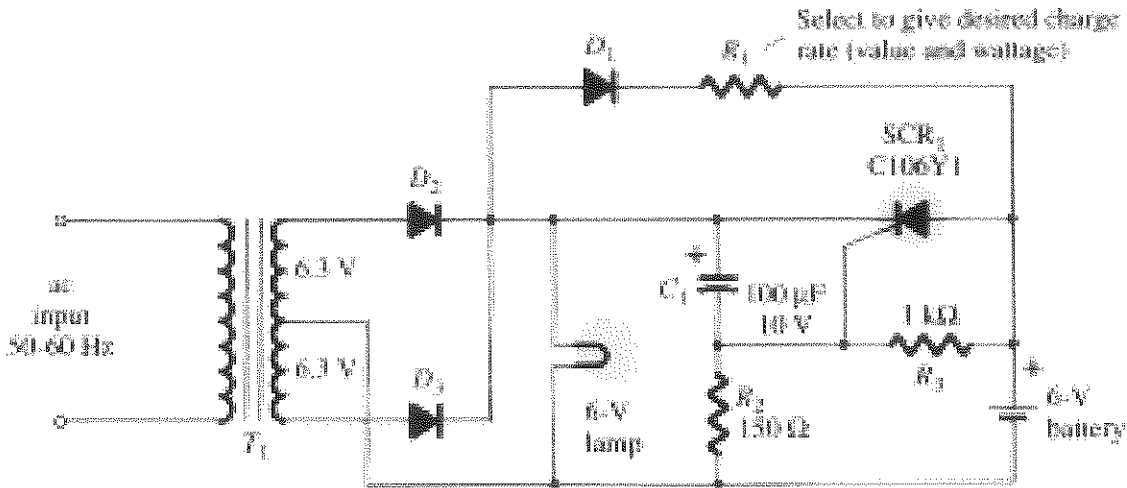 Select to give desired charge
rate (value and wattage)
D₁
R₁
SCR₁
C106Y1
D₂
6.3 V
ac
input
50-60 Hz
C₁
+
100 μF
10 V
1 kΩ
R₃
6.3 V
D₃
+
6-V
battery
6-V
lamp
R₂
150 Ω
T₁